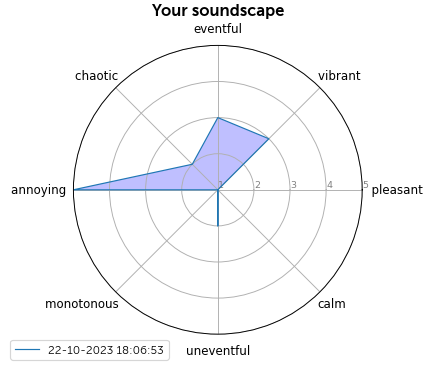 Your soundscape
eventful
chaotic
vibrant
annoying
1
2
3
4
5
pleasant
monotonous
calm
uneventful
22-10-2023 18:06:53